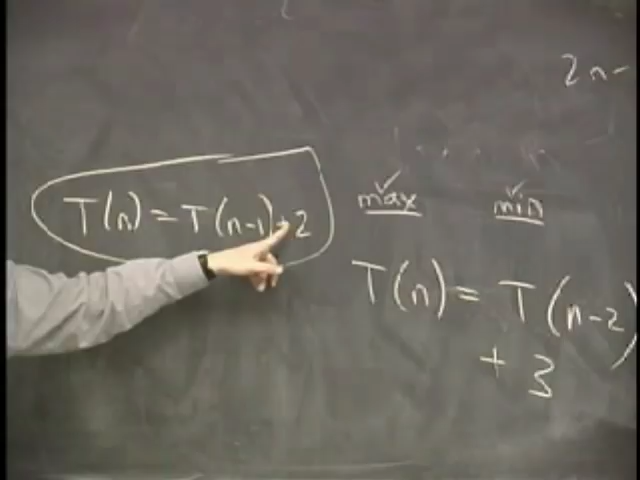 2n-
max min
T(n) = T(n-1)+2
T(n) = T(n-2)
+ 3